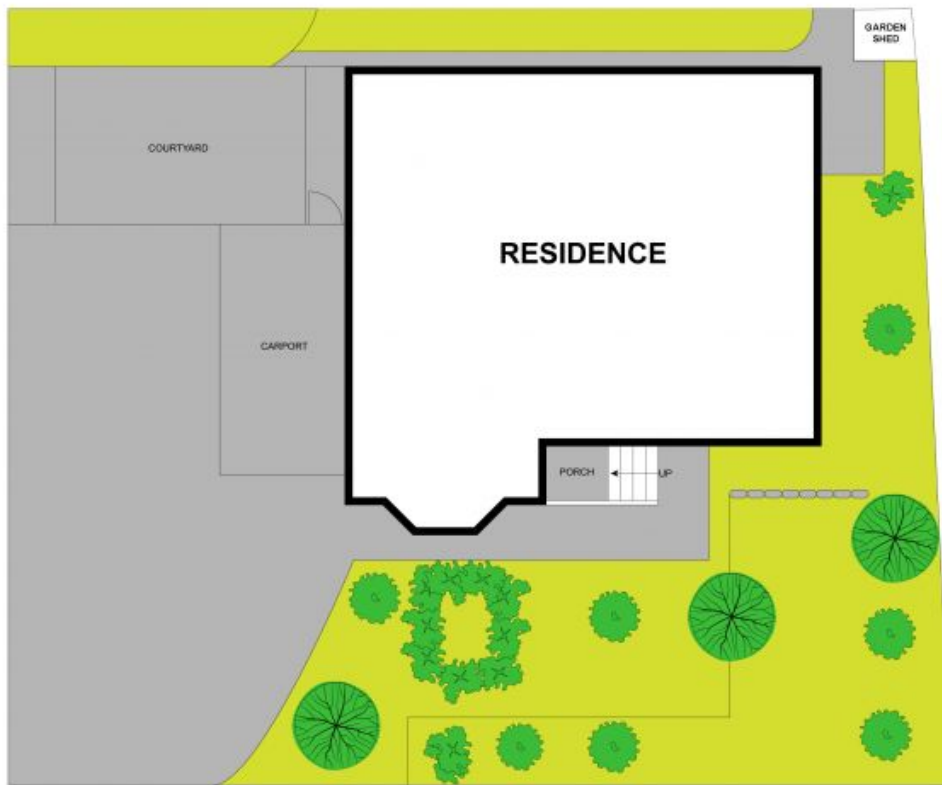 GARDEN
SHED
COURTYARD
RESIDENCE
CARPORT
PORCH
UP